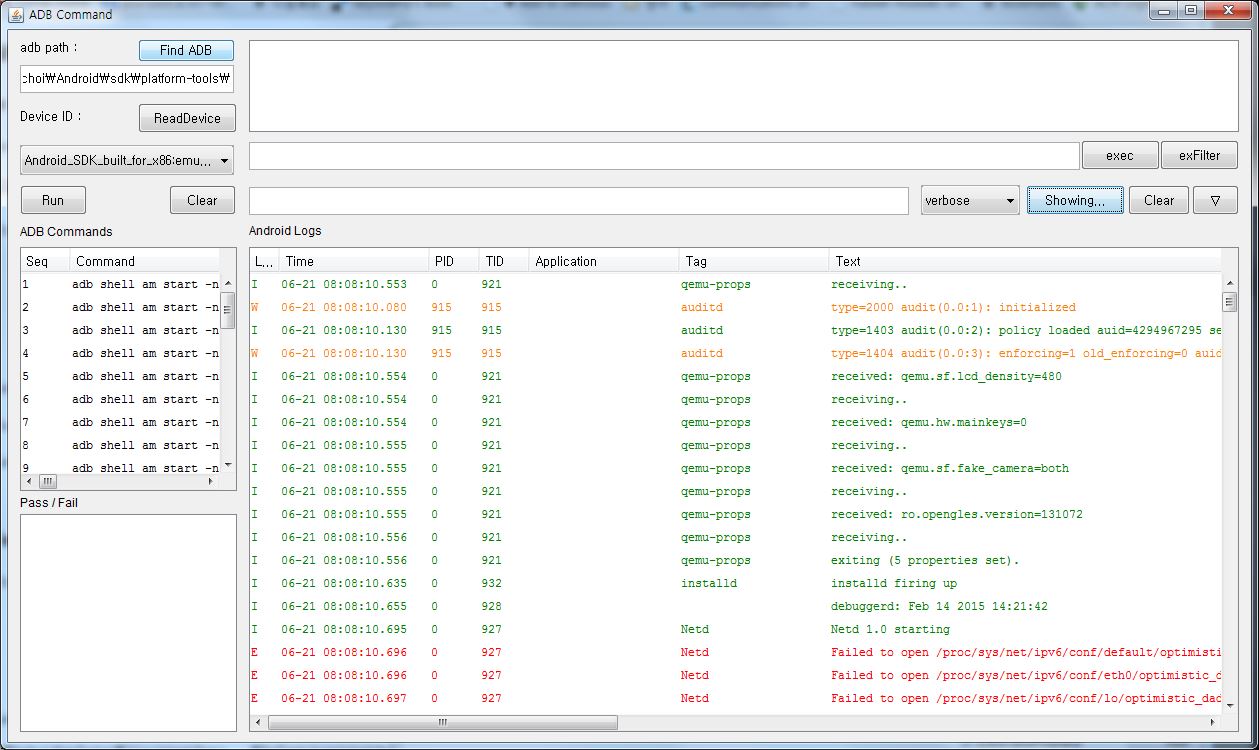 ADB Command
adb path :
Find ADB
choi₩Android₩sdk₩platform-tools₩
Device ID :
ReadDevice
Android_SDK_built_for_x86:emu...
exec
exFilter
Run
Clear
verbose
Showing...
Clear
▽
ADB Commands
Android Logs
Seq Command
1 adb shell am start -n
2 adb shell am start -n
3 adb shell am start -n
4 adb shell am start -n
5 adb shell am start -n
6 adb shell am start -n
7 adb shell am start -n
8 adb shell am start -n
9 adb shell am start -n
Pass / Fail
L... Time PID TID Application Tag Text
I 06-21 08:08:10.553 0 921 qemu-props receiving..
W 06-21 08:08:10.080 915 915 auditd type=2000 audit(0.0:1): initialized
I 06-21 08:08:10.130 915 915 auditd type=1403 audit(0.0:2): policy loaded auid=4294967295 se
W 06-21 08:08:10.130 915 915 auditd type=1404 audit(0.0:3): enforcing=1 old_enforcing=0 auid
I 06-21 08:08:10.554 0 921 qemu-props received: qemu.sf.lcd_density=480
I 06-21 08:08:10.554 0 921 qemu-props receiving..
I 06-21 08:08:10.554 0 921 qemu-props received: qemu.hw.mainkeys=0
I 06-21 08:08:10.555 0 921 qemu-props receiving..
I 06-21 08:08:10.555 0 921 qemu-props received: qemu.sf.fake_camera=both
I 06-21 08:08:10.555 0 921 qemu-props receiving..
I 06-21 08:08:10.555 0 921 qemu-props received: ro.opengles.version=131072
I 06-21 08:08:10.556 0 921 qemu-props receiving..
I 06-21 08:08:10.556 0 921 qemu-props exiting (5 properties set).
I 06-21 08:08:10.635 0 932 installd installd firing up
I 06-21 08:08:10.655 0 928 debuggerd: Feb 14 2015 14:21:42
I 06-21 08:08:10.695 0 927 Netd Netd 1.0 starting
E 06-21 08:08:10.696 0 927 Netd Failed to open /proc/sys/net/ipv6/conf/default/optimisti
E 06-21 08:08:10.696 0 927 Netd Failed to open /proc/sys/net/ipv6/conf/eth0/optimistic_d
E 06-21 08:08:10.697 0 927 Netd Failed to open /proc/sys/net/ipv6/conf/lo/optimistic_dad